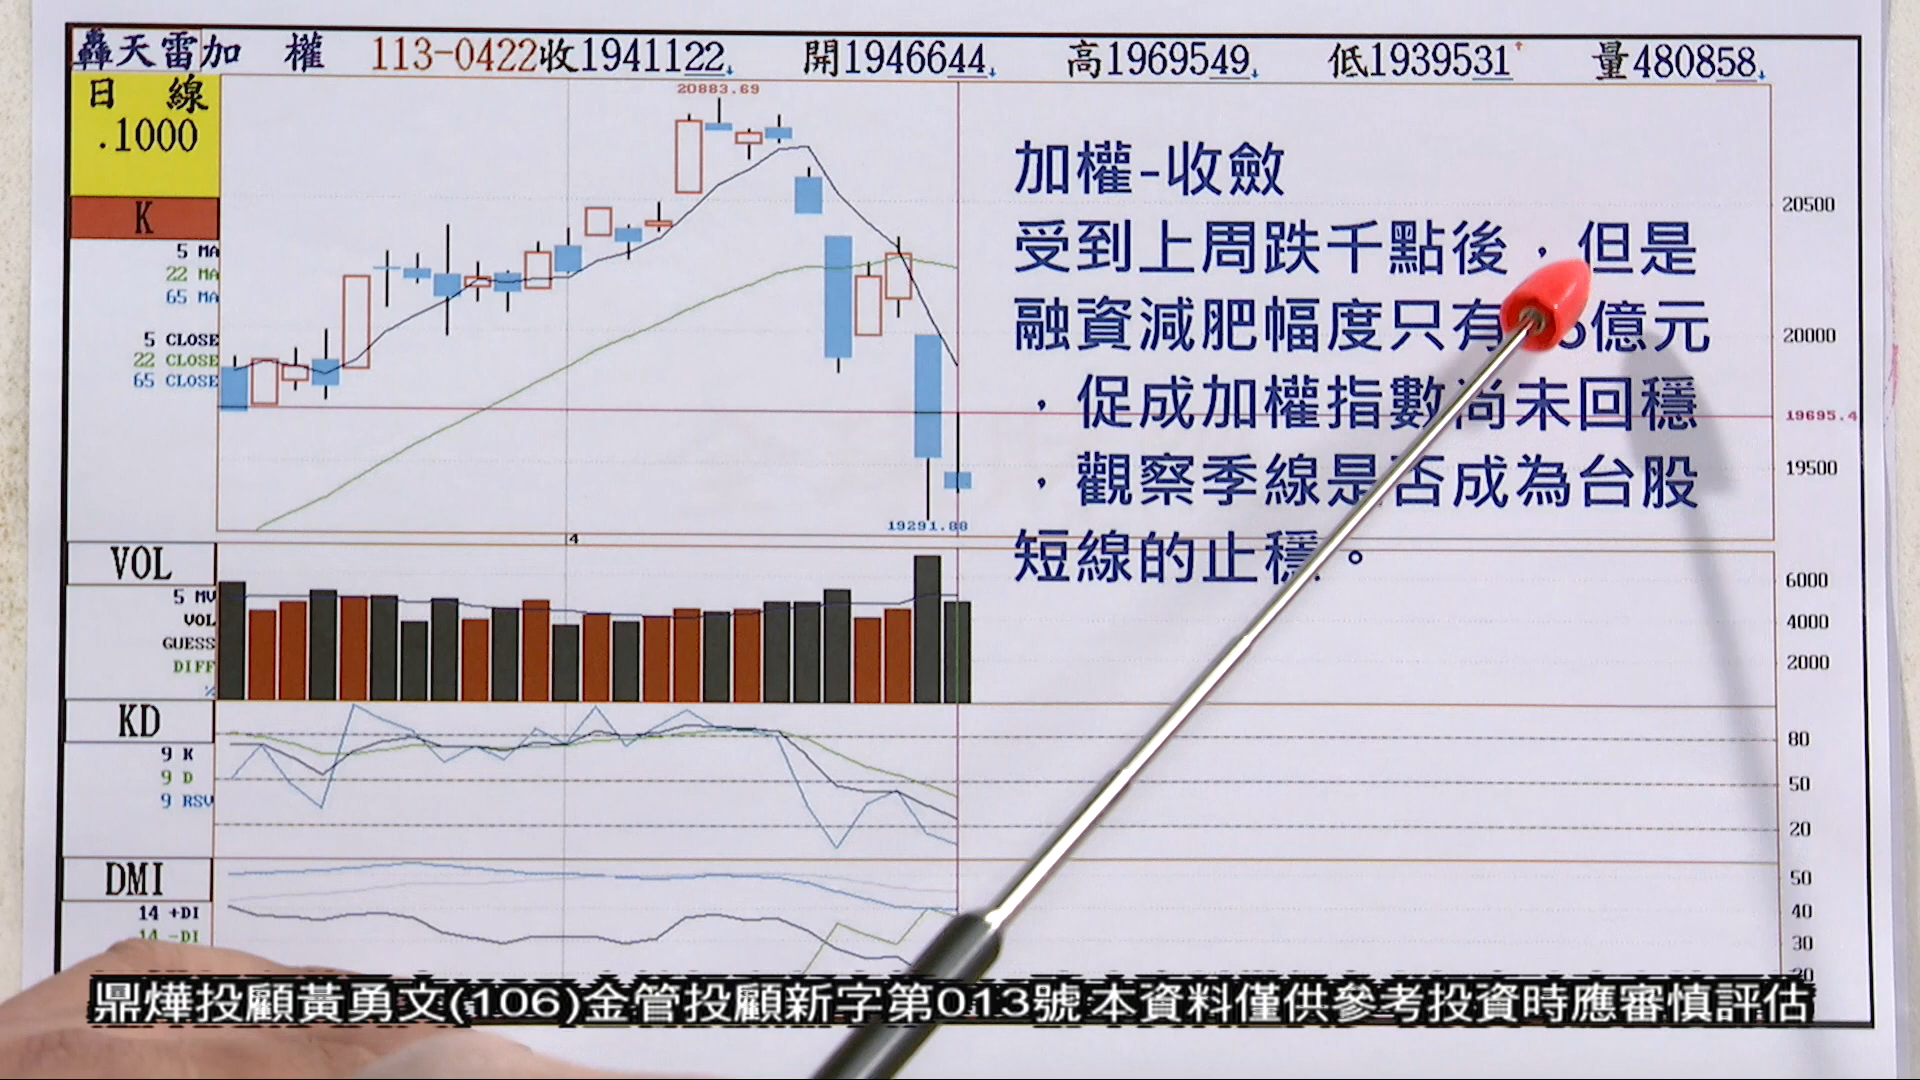 轟天雷加 權 113-0422收1941122 開1946644 高1969549 低1939531 量480858
日 線
.1000
K
5 MA
22 MA
65 MA
5 CLOSE
22 CLOSE
65 CLOSE
20883.69
19291.88
4
加權-收斂
受到上周跌千點後，但是
融資減肥幅度只有 億元
，促成加權指數尚未回穩
，觀察季線是否成為台股
短線的止穩。
20500
20000
19695.4
19500
VOL
5 MV
VOL
GUESS
DIFF
%
6000
4000
2000
KD
9 K
9 D
9 RSV
80
50
20
DMI
14 +DI
14 -DI
50
40
30
20
鼎燁投顧黃勇文(106)金管投顧新字第013號 本資料僅供參考投資時應審慎評估